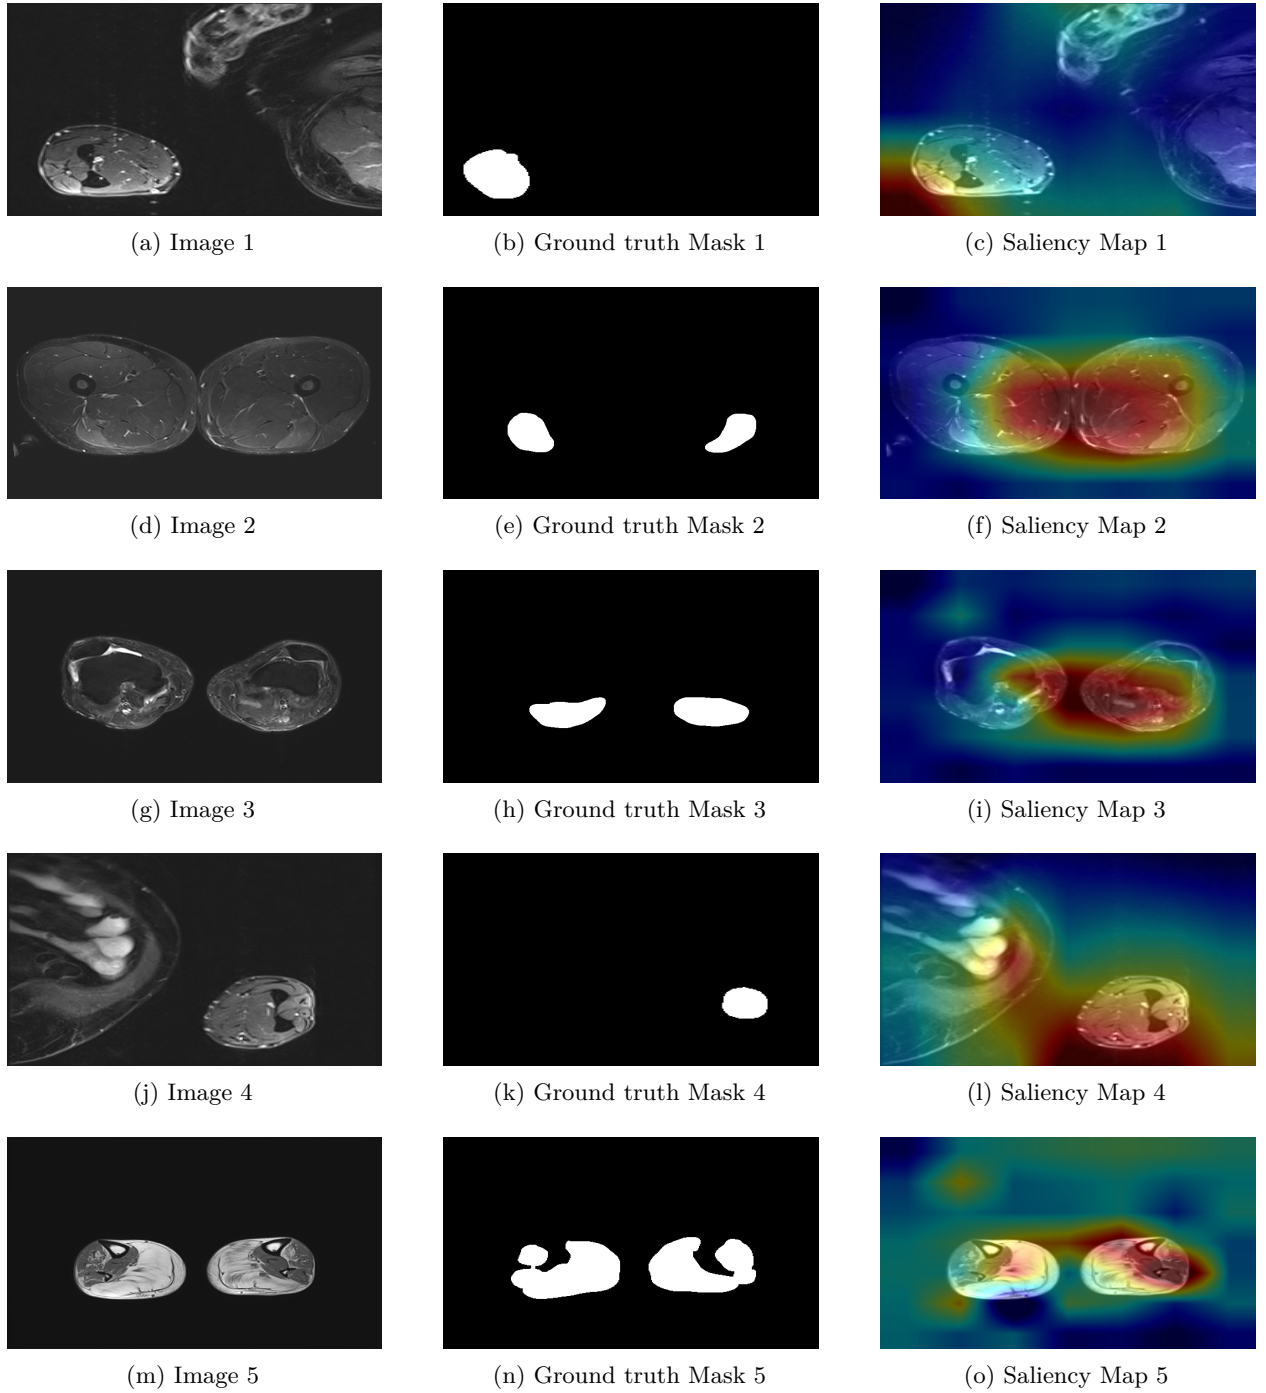 (a) Image 1
(b) Ground truth Mask 1
(c) Saliency Map 1
(d) Image 2
(e) Ground truth Mask 2
(f) Saliency Map 2
(g) Image 3
(h) Ground truth Mask 3
(i) Saliency Map 3
(j) Image 4
(k) Ground truth Mask 4
(l) Saliency Map 4
(m) Image 5
(n) Ground truth Mask 5
(o) Saliency Map 5